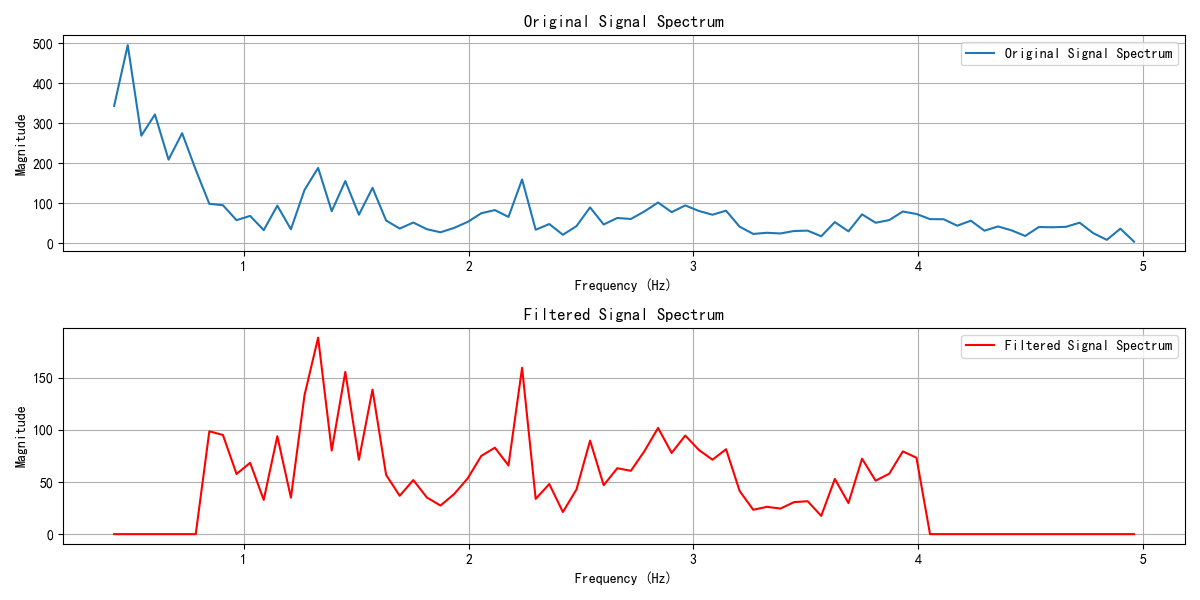 Original Signal Spectrum
500
400
300
200
100
0
Magnitude
Original Signal Spectrum
1
2
3
4
5
Frequency (Hz)
Filtered Signal Spectrum
150
100
50
0
Magnitude
Filtered Signal Spectrum
1
2
3
4
5
Frequency (Hz)